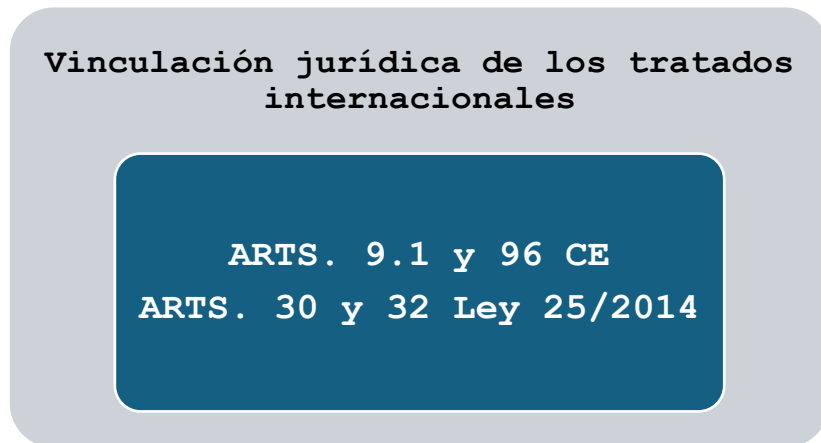 Vinculación jurídica de los tratados
internacionales
ARTS. 9.1 y 96 CE
ARTS. 30 y 32 Ley 25/2014